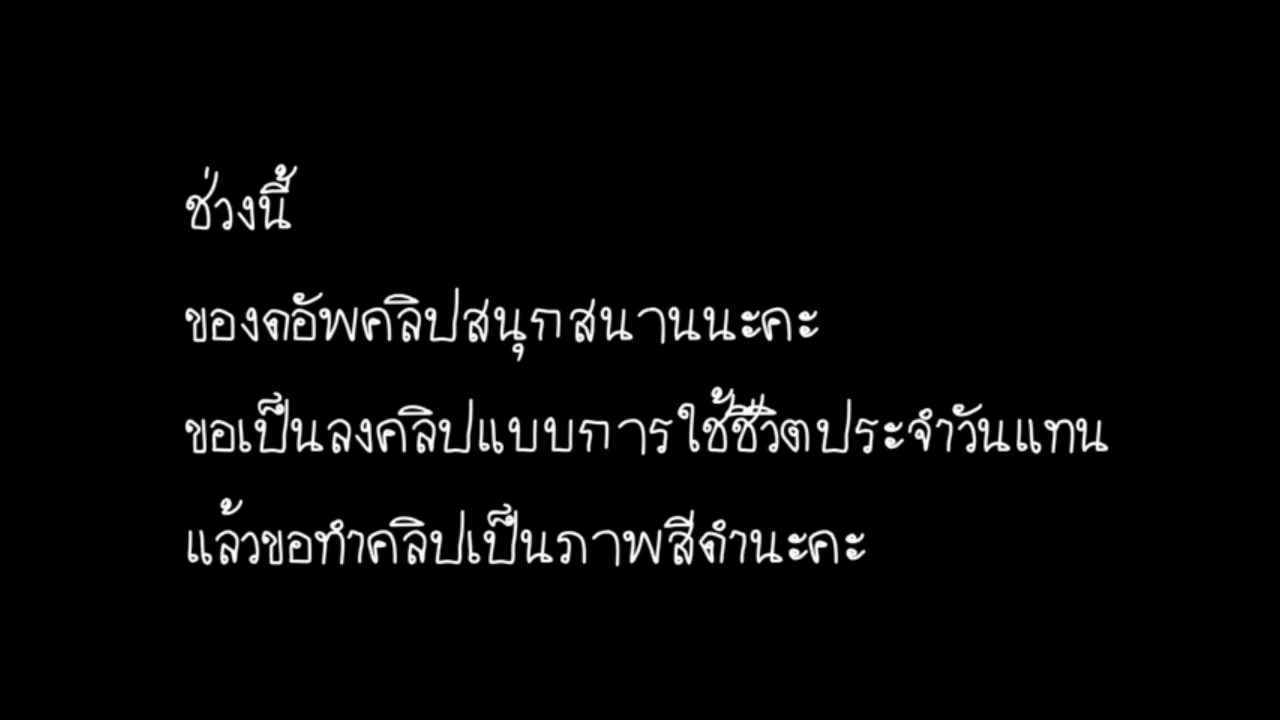 ช่วงนี้
ของดอัพคลิปสนุกสนานนะคะ
ขอเป็นลงคลิปแบบการใช้ชีวิตประจำวันแทน
แล้วขอทำคลิปเป็นภาพสีดำนะคะ